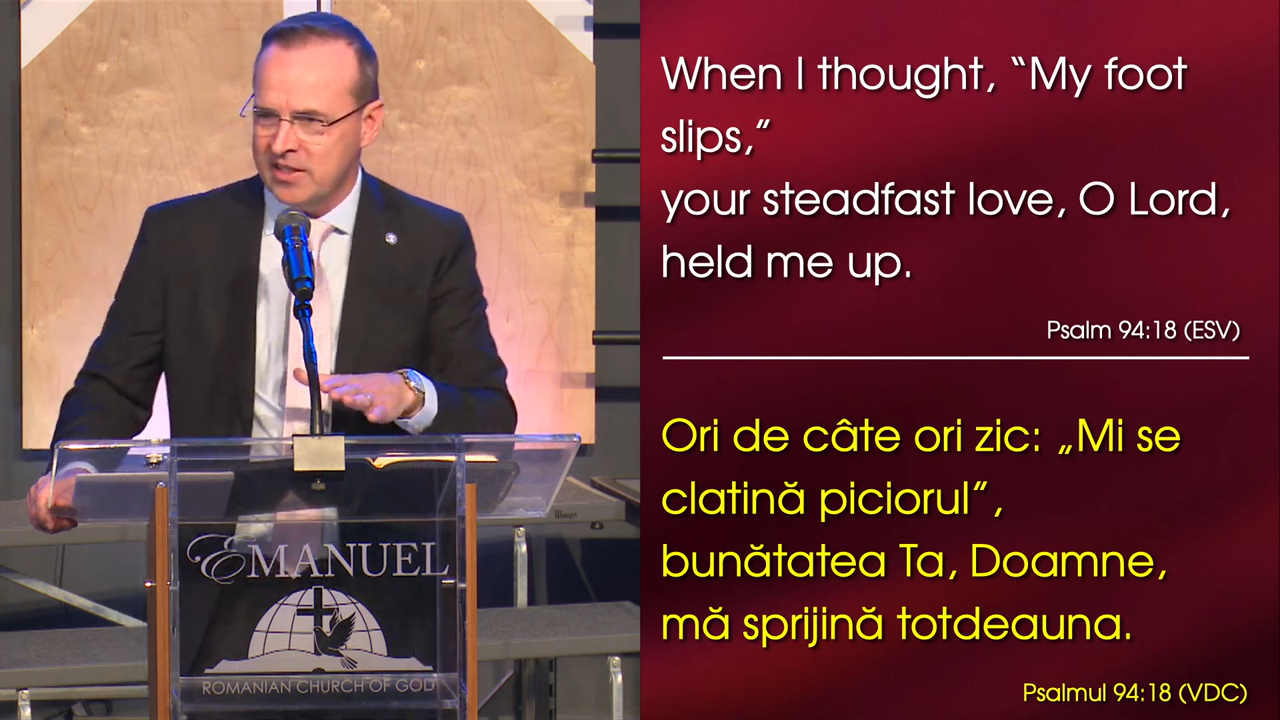 When I thought, “My foot
slips,”
your steadfast love, O Lord,
held me up.
Psalm 94:18 (ESV)
Ori de câte ori zic: „Mi se
clatină piciorul”,
bunătatea Ta, Doamne,
mă sprijină totdeauna.
Psalmul 94:18 (VDC)
Wenger
EMANUEL
ROMANIAN CHURCH OF GOD